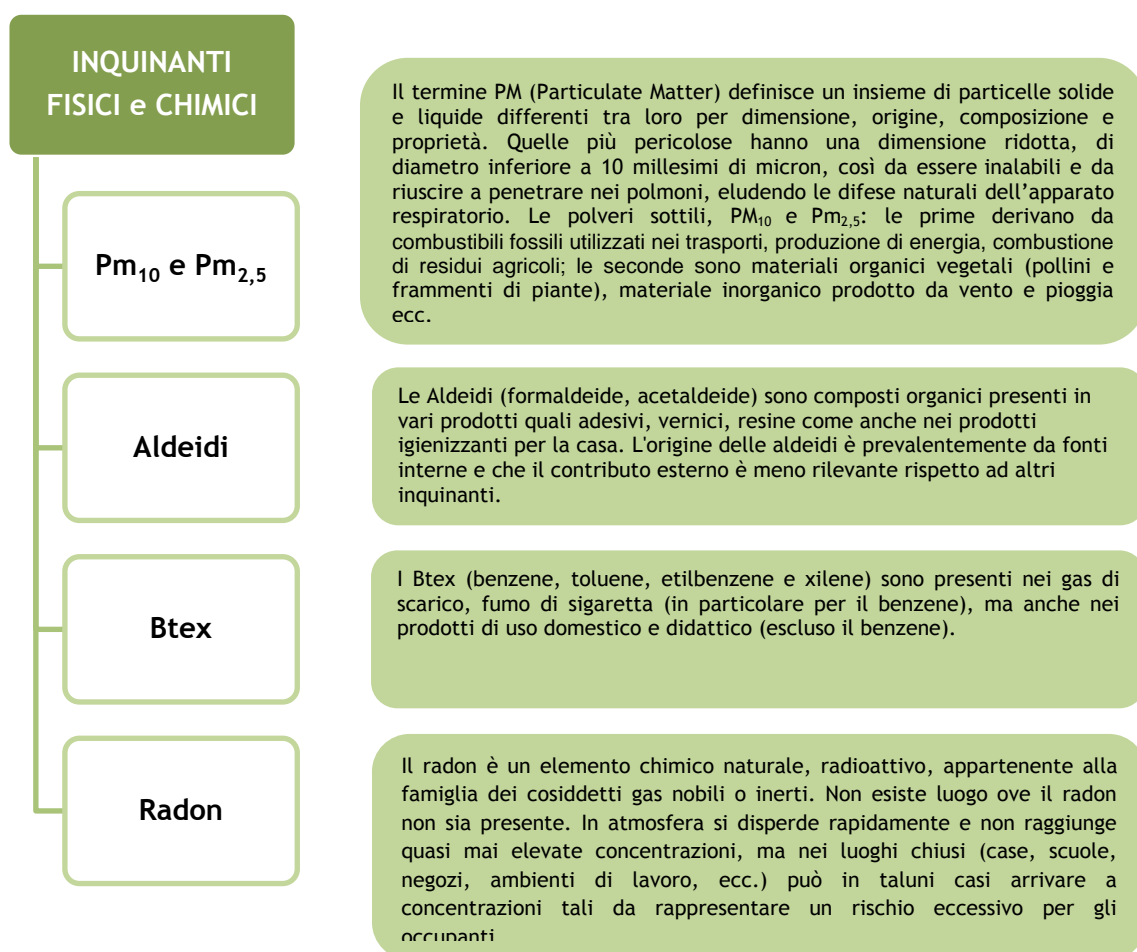 INQUINANTI
FISICI e CHIMICI
Pm10 e Pm2,5
Il termine PM (Particulate Matter) definisce un insieme di particelle solide
e liquide differenti tra loro per dimensione, origine, composizione e
proprietà. Quelle più pericolose hanno una dimensione ridotta, di
diametro inferiore a 10 millesimi di micron, così da essere inalabili e da
riuscire a penetrare nei polmoni, eludendo le difese naturali dell’apparato
respiratorio. Le polveri sottili, PM10 e Pm2,5: le prime derivano da
combustibili fossili utilizzati nei trasporti, produzione di energia, combustione
di residui agricoli; le seconde sono materiali organici vegetali (pollini e
frammenti di piante), materiale inorganico prodotto da vento e pioggia
ecc.
Aldeidi
Le Aldeidi (formaldeide, acetaldeide) sono composti organici presenti in
vari prodotti quali adesivi, vernici, resine come anche nei prodotti
igienizzanti per la casa. L'origine delle aldeidi è prevalentemente da fonti
interne e che il contributo esterno è meno rilevante rispetto ad altri
inquinanti.
Btex
I Btex (benzene, toluene, etilbenzene e xilene) sono presenti nei gas di
scarico, fumo di sigaretta (in particolare per il benzene), ma anche nei
prodotti di uso domestico e didattico (escluso il benzene).
Radon
Il radon è un elemento chimico naturale, radioattivo, appartenente alla
famiglia dei cosiddetti gas nobili o inerti. Non esiste luogo ove il radon
non sia presente. In atmosfera si disperde rapidamente e non raggiunge
quasi mai elevate concentrazioni, ma nei luoghi chiusi (case, scuole,
negozi, ambienti di lavoro, ecc.) può in taluni casi arrivare a
concentrazioni tali da rappresentare un rischio eccessivo per gli
occupanti